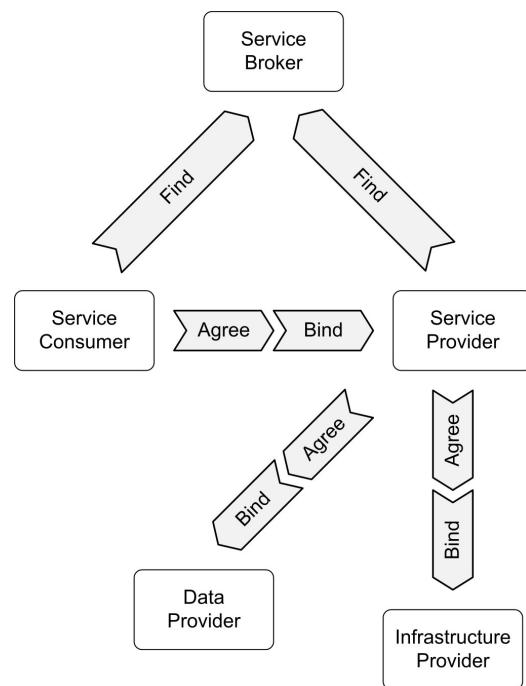 Service
Broker
Find
Find
Service
Consumer
Agree
Bind
Service
Provider
Agree
Bind
Agree
Bind
Data
Provider
Infrastructure
Provider